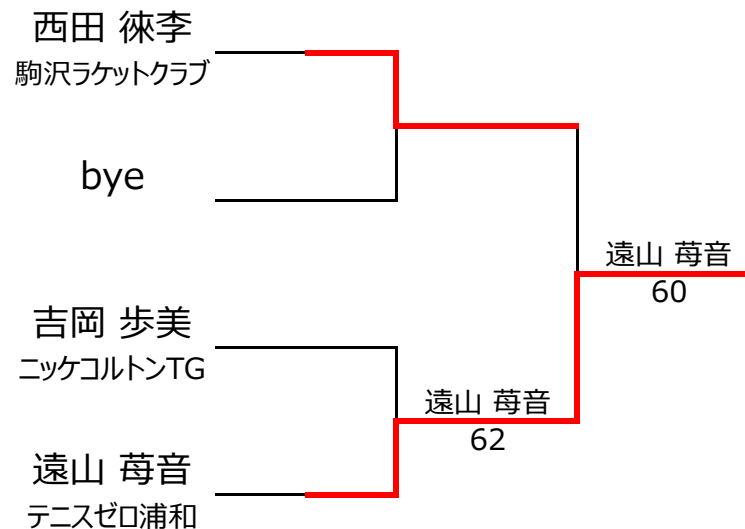 西田 徠李
駒沢ラケットクラブ
bye
吉岡 歩美
ニッケコルトンTG
遠山 苺音
テニスゼロ浦和
遠山 苺音
62
遠山 苺音
60